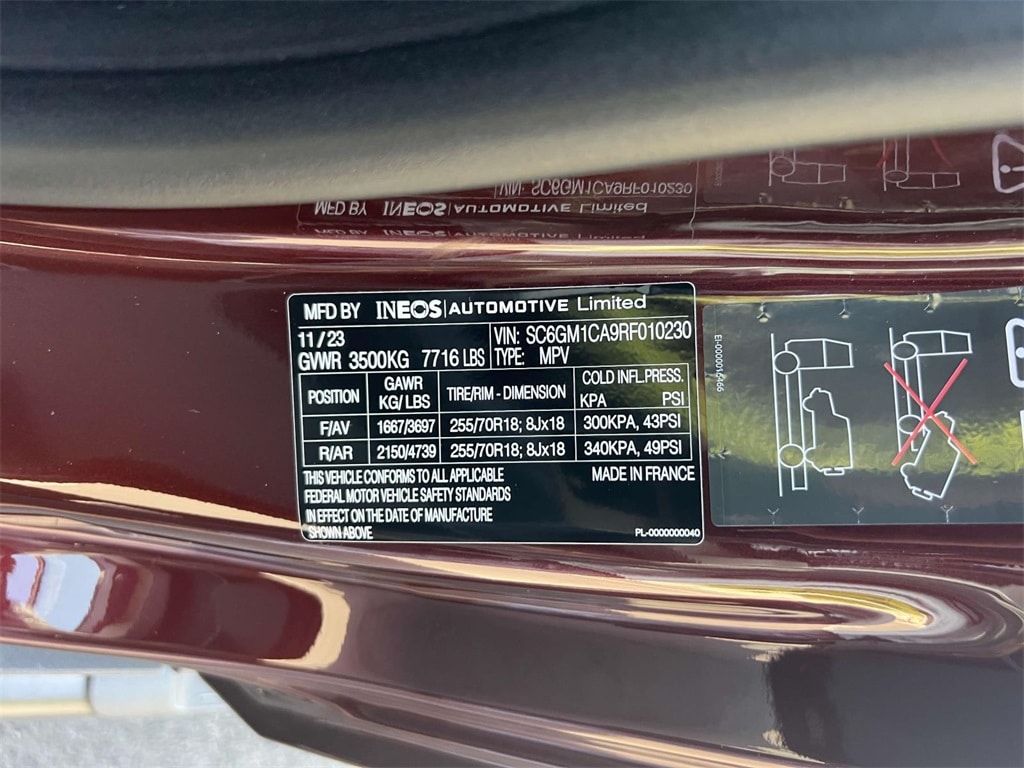 MFD BY INEOS|AUTOMOTIVE Limited
11/23 VIN: SC6GM1CA9RF010230
GVWR 3500KG 7716 LBS TYPE: MPV
POSITION GAWR KG/ LBS TIRE/RIM - DIMENSION COLD INFL.PRESS. KPA PSI
F/AV 1667/3697 255/70R18; 8Jx18 300KPA, 43PSI
R/AR 2150/4739 255/70R18; 8Jx18 340KPA, 49PSI
THIS VEHICLE CONFORMS TO ALL APPLICABLE MADE IN FRANCE
FEDERAL MOTOR VEHICLE SAFETY STANDARDS
IN EFFECT ON THE DATE OF MANUFACTURE
SHOWN ABOVE PL-0000000040